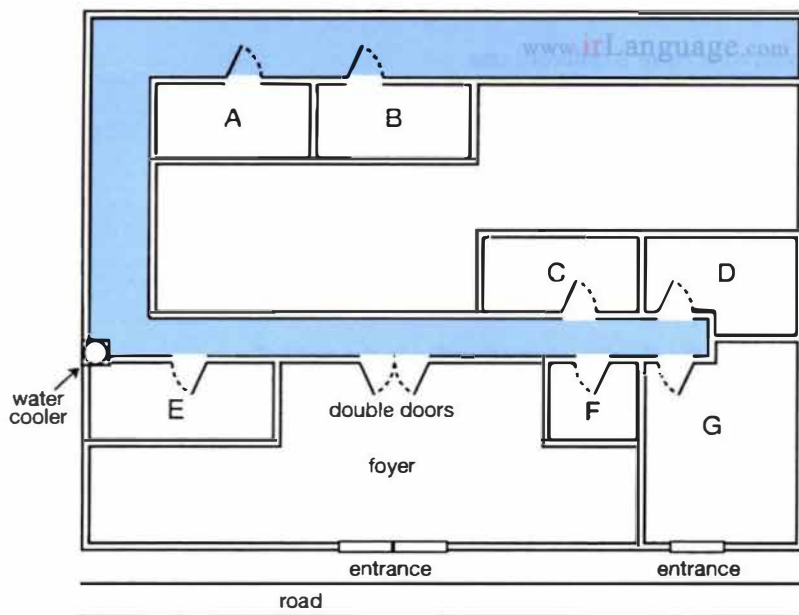 www.irLanguage.com
A
B
C
D
water
cooler
E
double doors
F
G
foyer
entrance
entrance
road